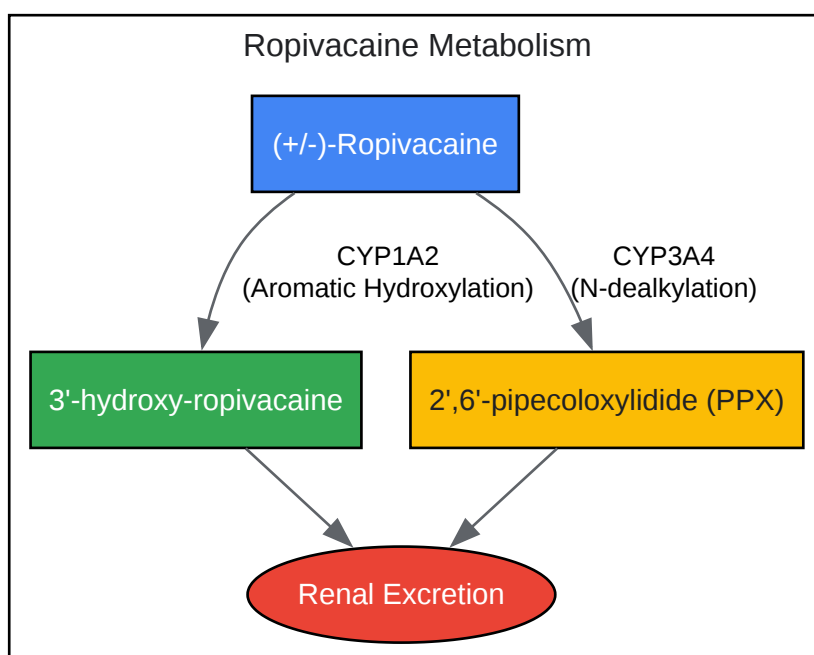 Ropivacaine Metabolism
(+/-)-Ropivacaine
CYP1A2
(Aromatic Hydroxylation)
CYP3A4
(N-dealkylation)
3'-hydroxy-ropivacaine
2',6'-pipecoloxylidide (PPX)
Renal Excretion